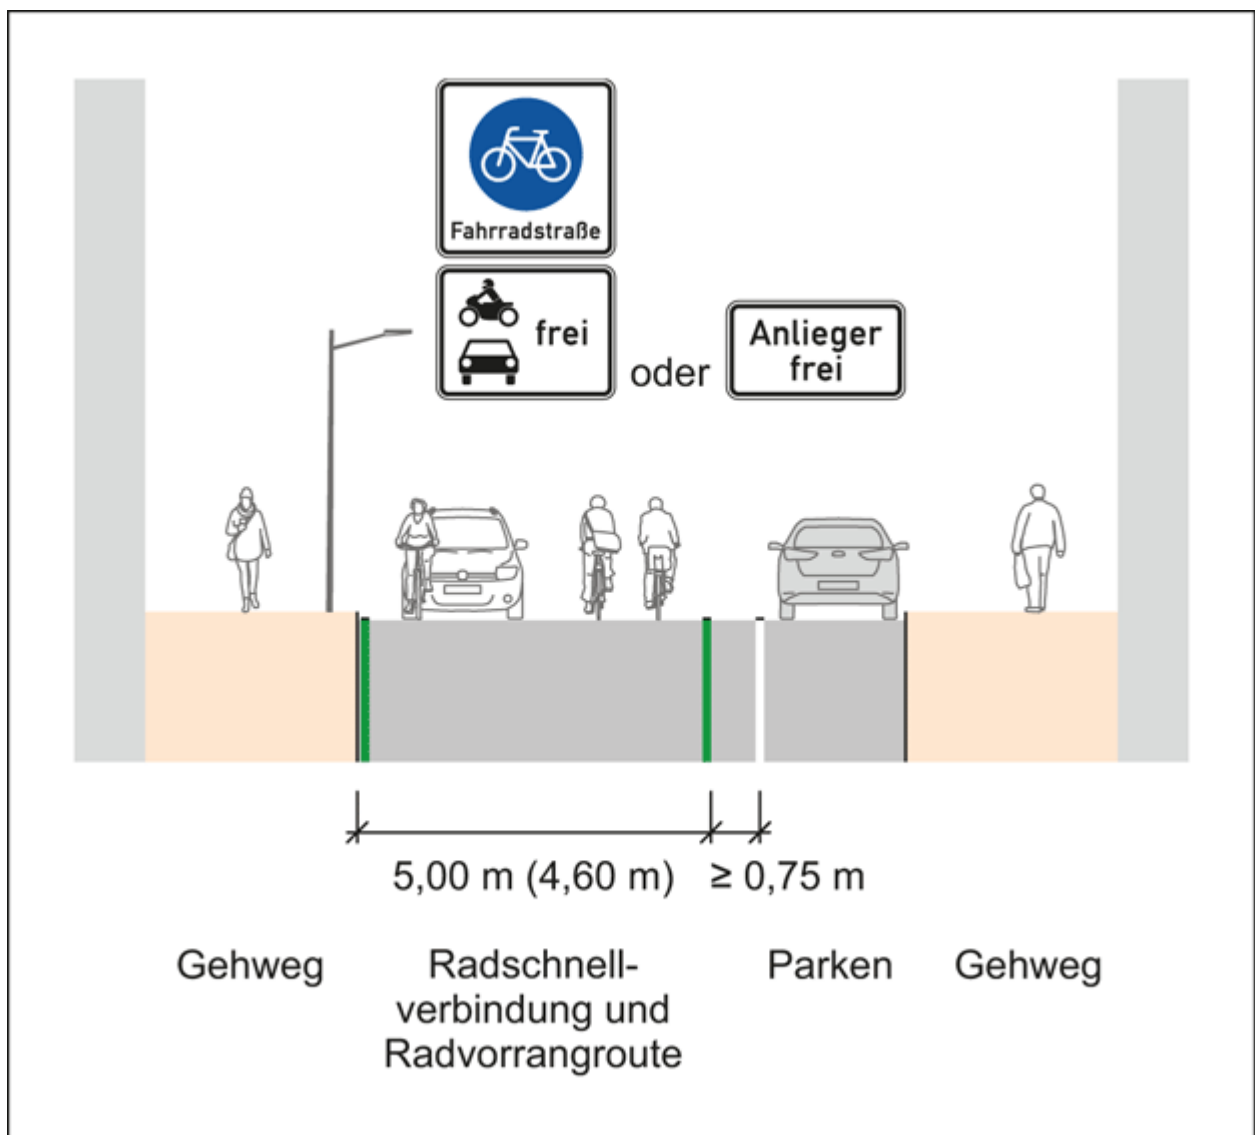 Fahrradstraße
frei
oder
Anlieger
frei
5,00 m (4,60 m)
≥ 0,75 m
Gehweg
Radschnell-
verbindung und
Radvorrangroute
Parken
Gehweg